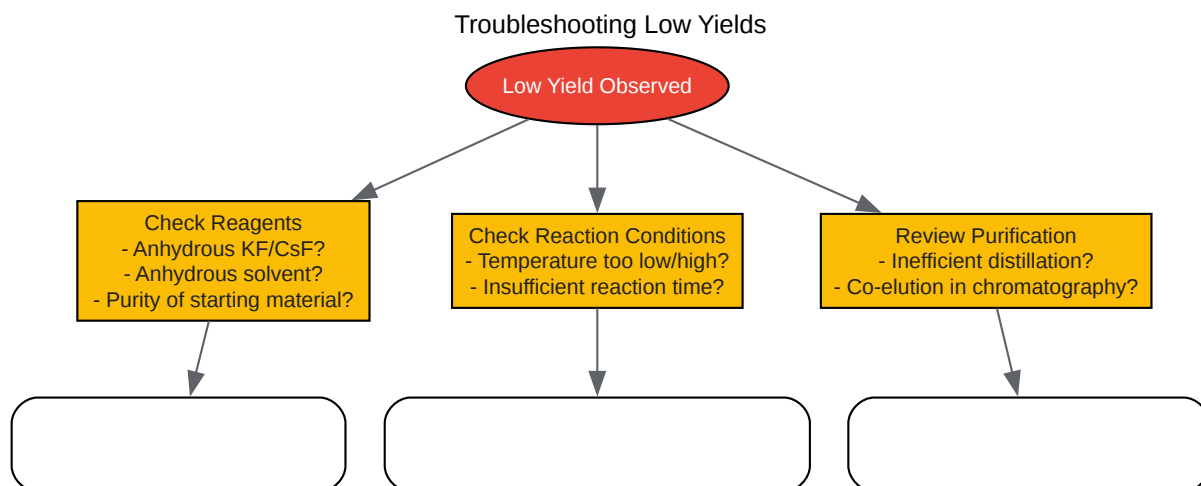 Troubleshooting Low Yields
Low Yield Observed
Check Reagents
- Anhydrous KF/CsF?
- Anhydrous solvent?
- Purity of starting material?
Check Reaction Conditions
- Temperature too low/high?
- Insufficient reaction time?
Review Purification
- Inefficient distillation?
- Co-elution in chromatography?